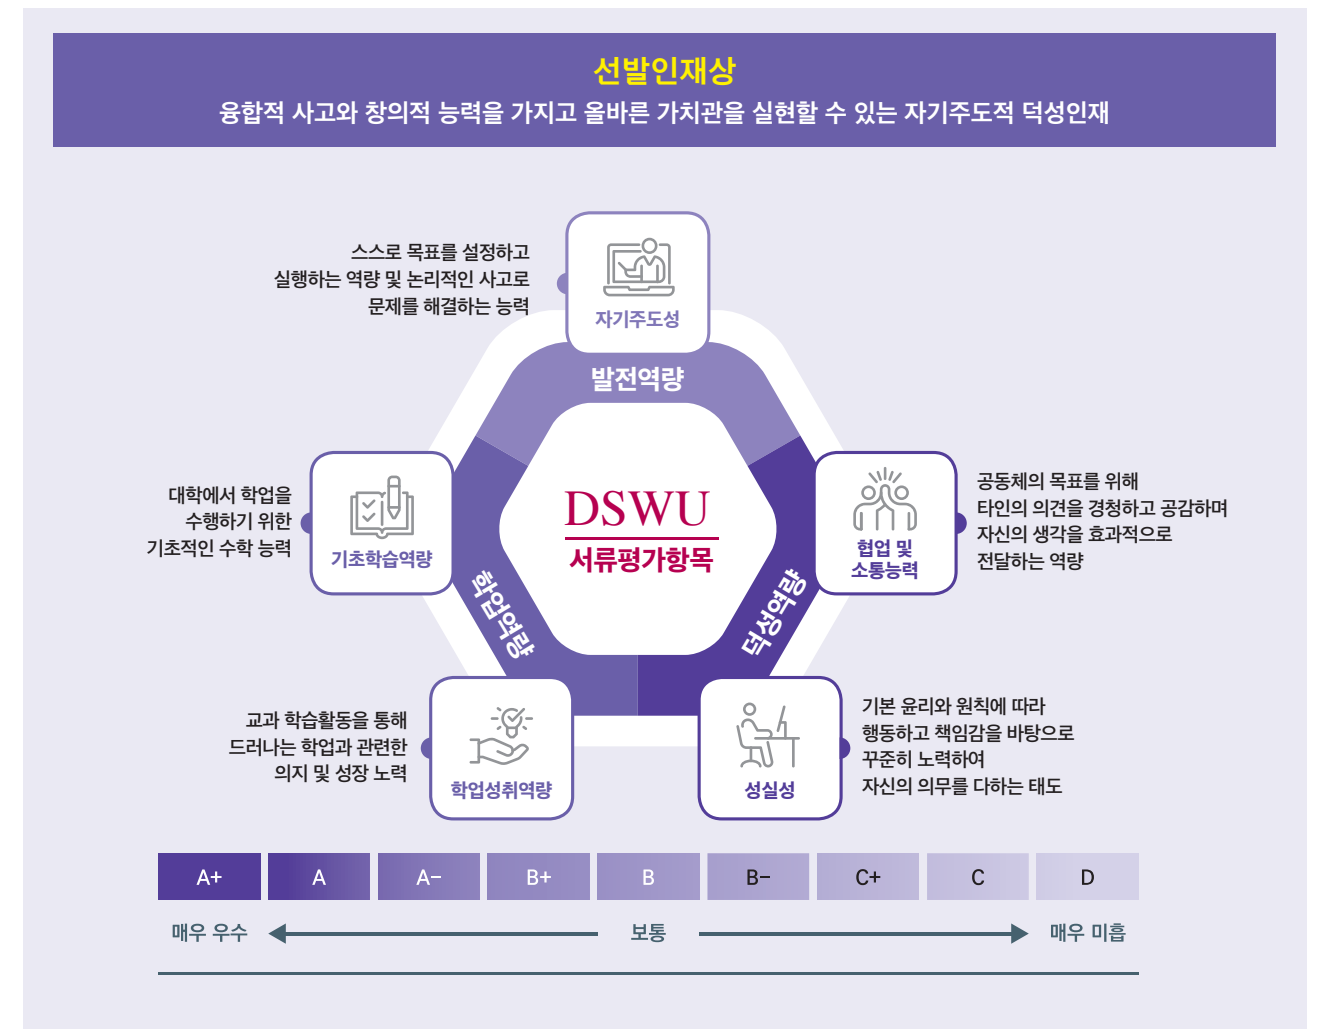 선발인재상
융합적 사고와 창의적 능력을 가지고 올바른 가치관을 실현할 수 있는 자기주도적 덕성인재
스스로 목표를 설정하고
실행하는 역량 및 논리적인 사고로
문제를 해결하는 능력
자기주도성
발전역량
대학에서 학업을
수행하기 위한
기초적인 수학 능력
기초학습역량
학업역량
DSWU
서류평가항목
덕성역량
협업 및
소통능력
공동체의 목표를 위해
타인의 의견을 경청하고 공감하며
자신의 생각을 효과적으로
전달하는 역량
교과 학습활동을 통해
드러나는 학업과 관련한
의지 및 성장 노력
학업성취역량
성실성
기본 윤리와 원칙에 따라
행동하고 책임감을 바탕으로
꾸준히 노력하여
자신의 의무를 다하는 태도
A+ A A− B+ B B− C+ C D
매우 우수 보통 매우 미흡